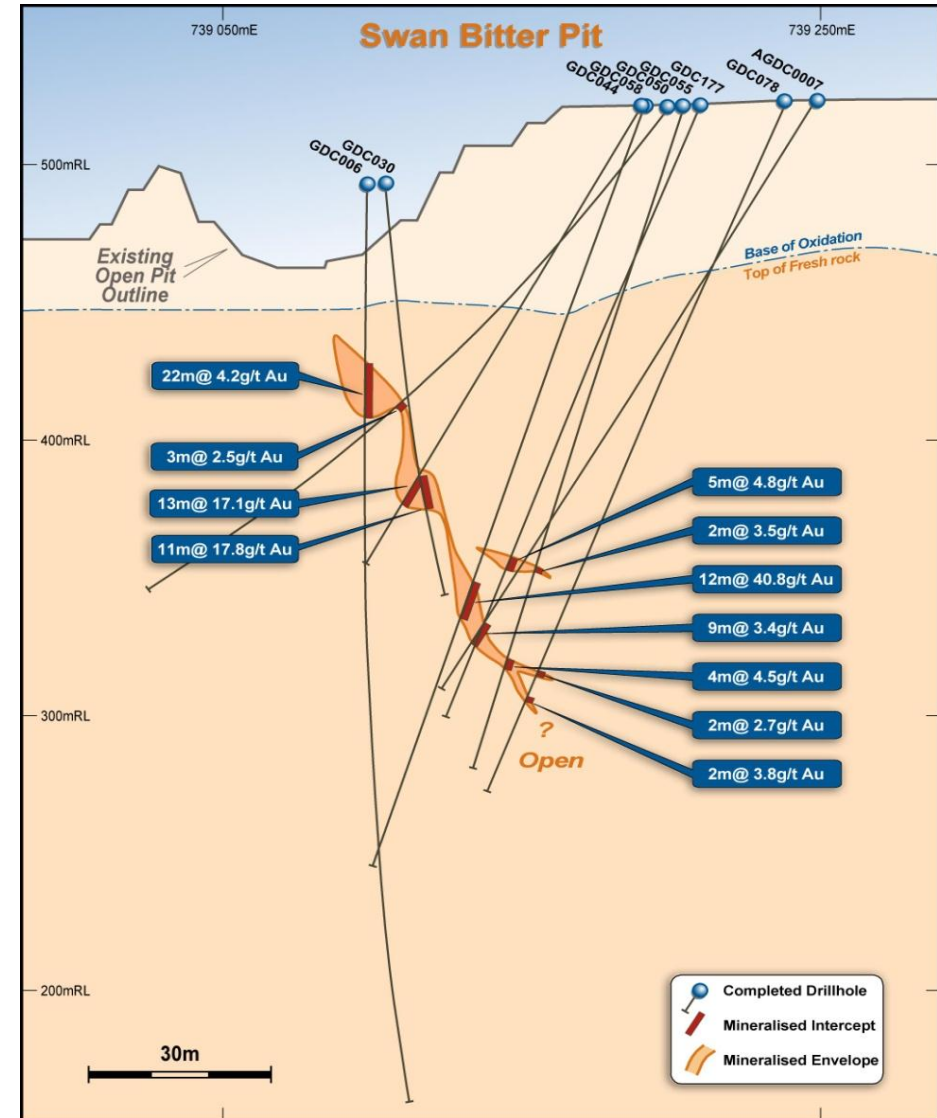 739 050mE
Swan Bitter Pit
739 250mE
GDC044
GDC058
GDC050
GDC055
GDC177
GDC078
AGDC0007
GDC006
GDC030
500mRL
Existing
Open Pit
Outline
Base of Oxidation
Top of Fresh rock
22m@ 4.2g/t Au
400mRL
3m@ 2.5g/t Au
13m@ 17.1g/t Au
11m@ 17.8g/t Au
5m@ 4.8g/t Au
2m@ 3.5g/t Au
12m@ 40.8g/t Au
9m@ 3.4g/t Au
4m@ 4.5g/t Au
2m@ 2.7g/t Au
2m@ 3.8g/t Au
300mRL
?
Open
200mRL
30m
Completed Drillhole
Mineralised Intercept
Mineralised Envelope